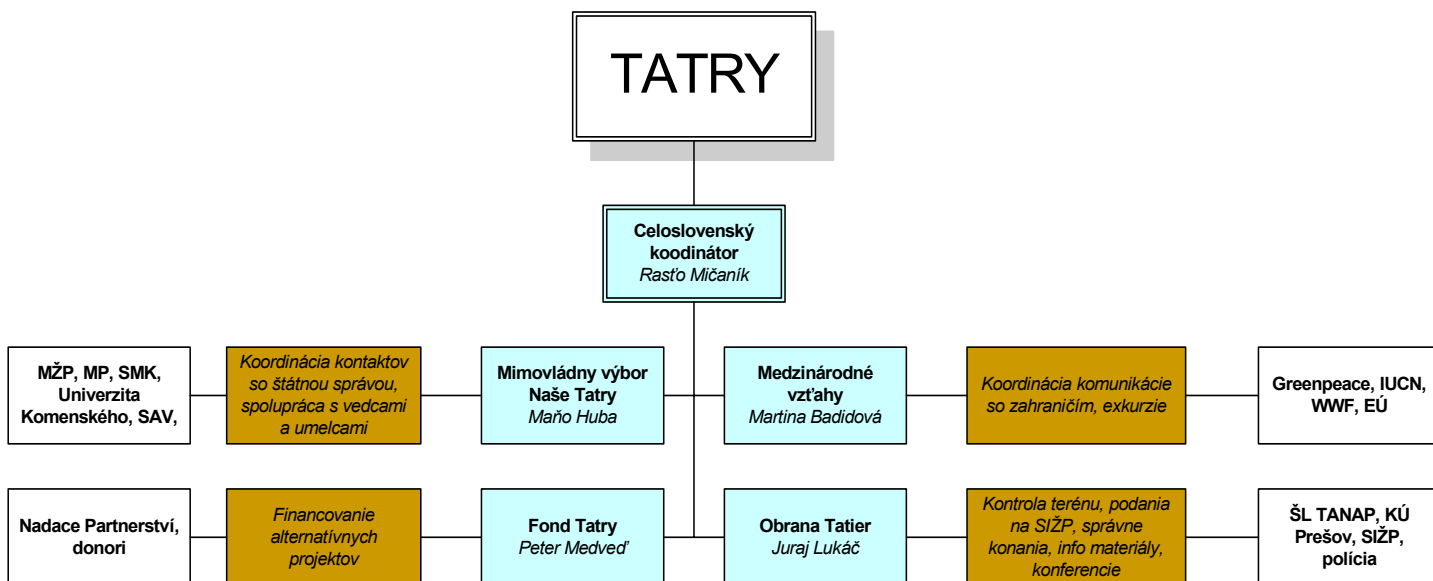 TATRY
Celoslovenský
koodinátor
Rasťo Mičaník
MŽP, MP, SMK,
Univerzita
Komenského, SAV,
Koordinácia kontaktov
so štátnou správou,
spolupráca s vedcami
a umelcami
Mimovládny výbor
Naše Tatry
Maňo Huba
Medzinárodné
vzťahy
Martina Badidová
Koordinácia komunikácie
so zahraničím, exkurzie
Greenpeace, IUCN,
WWF, EÚ
Nadace Partnerství,
donori
Financovanie
alternatívnych
projektov
Fond Tatry
Peter Medveď
Obrana Tatier
Juraj Lukáč
Kontrola terénu, podania
na SIŽP, správne
konania, info materiály,
konferencie
ŠL TANAP, KÚ
Prešov, SIŽP,
polícia